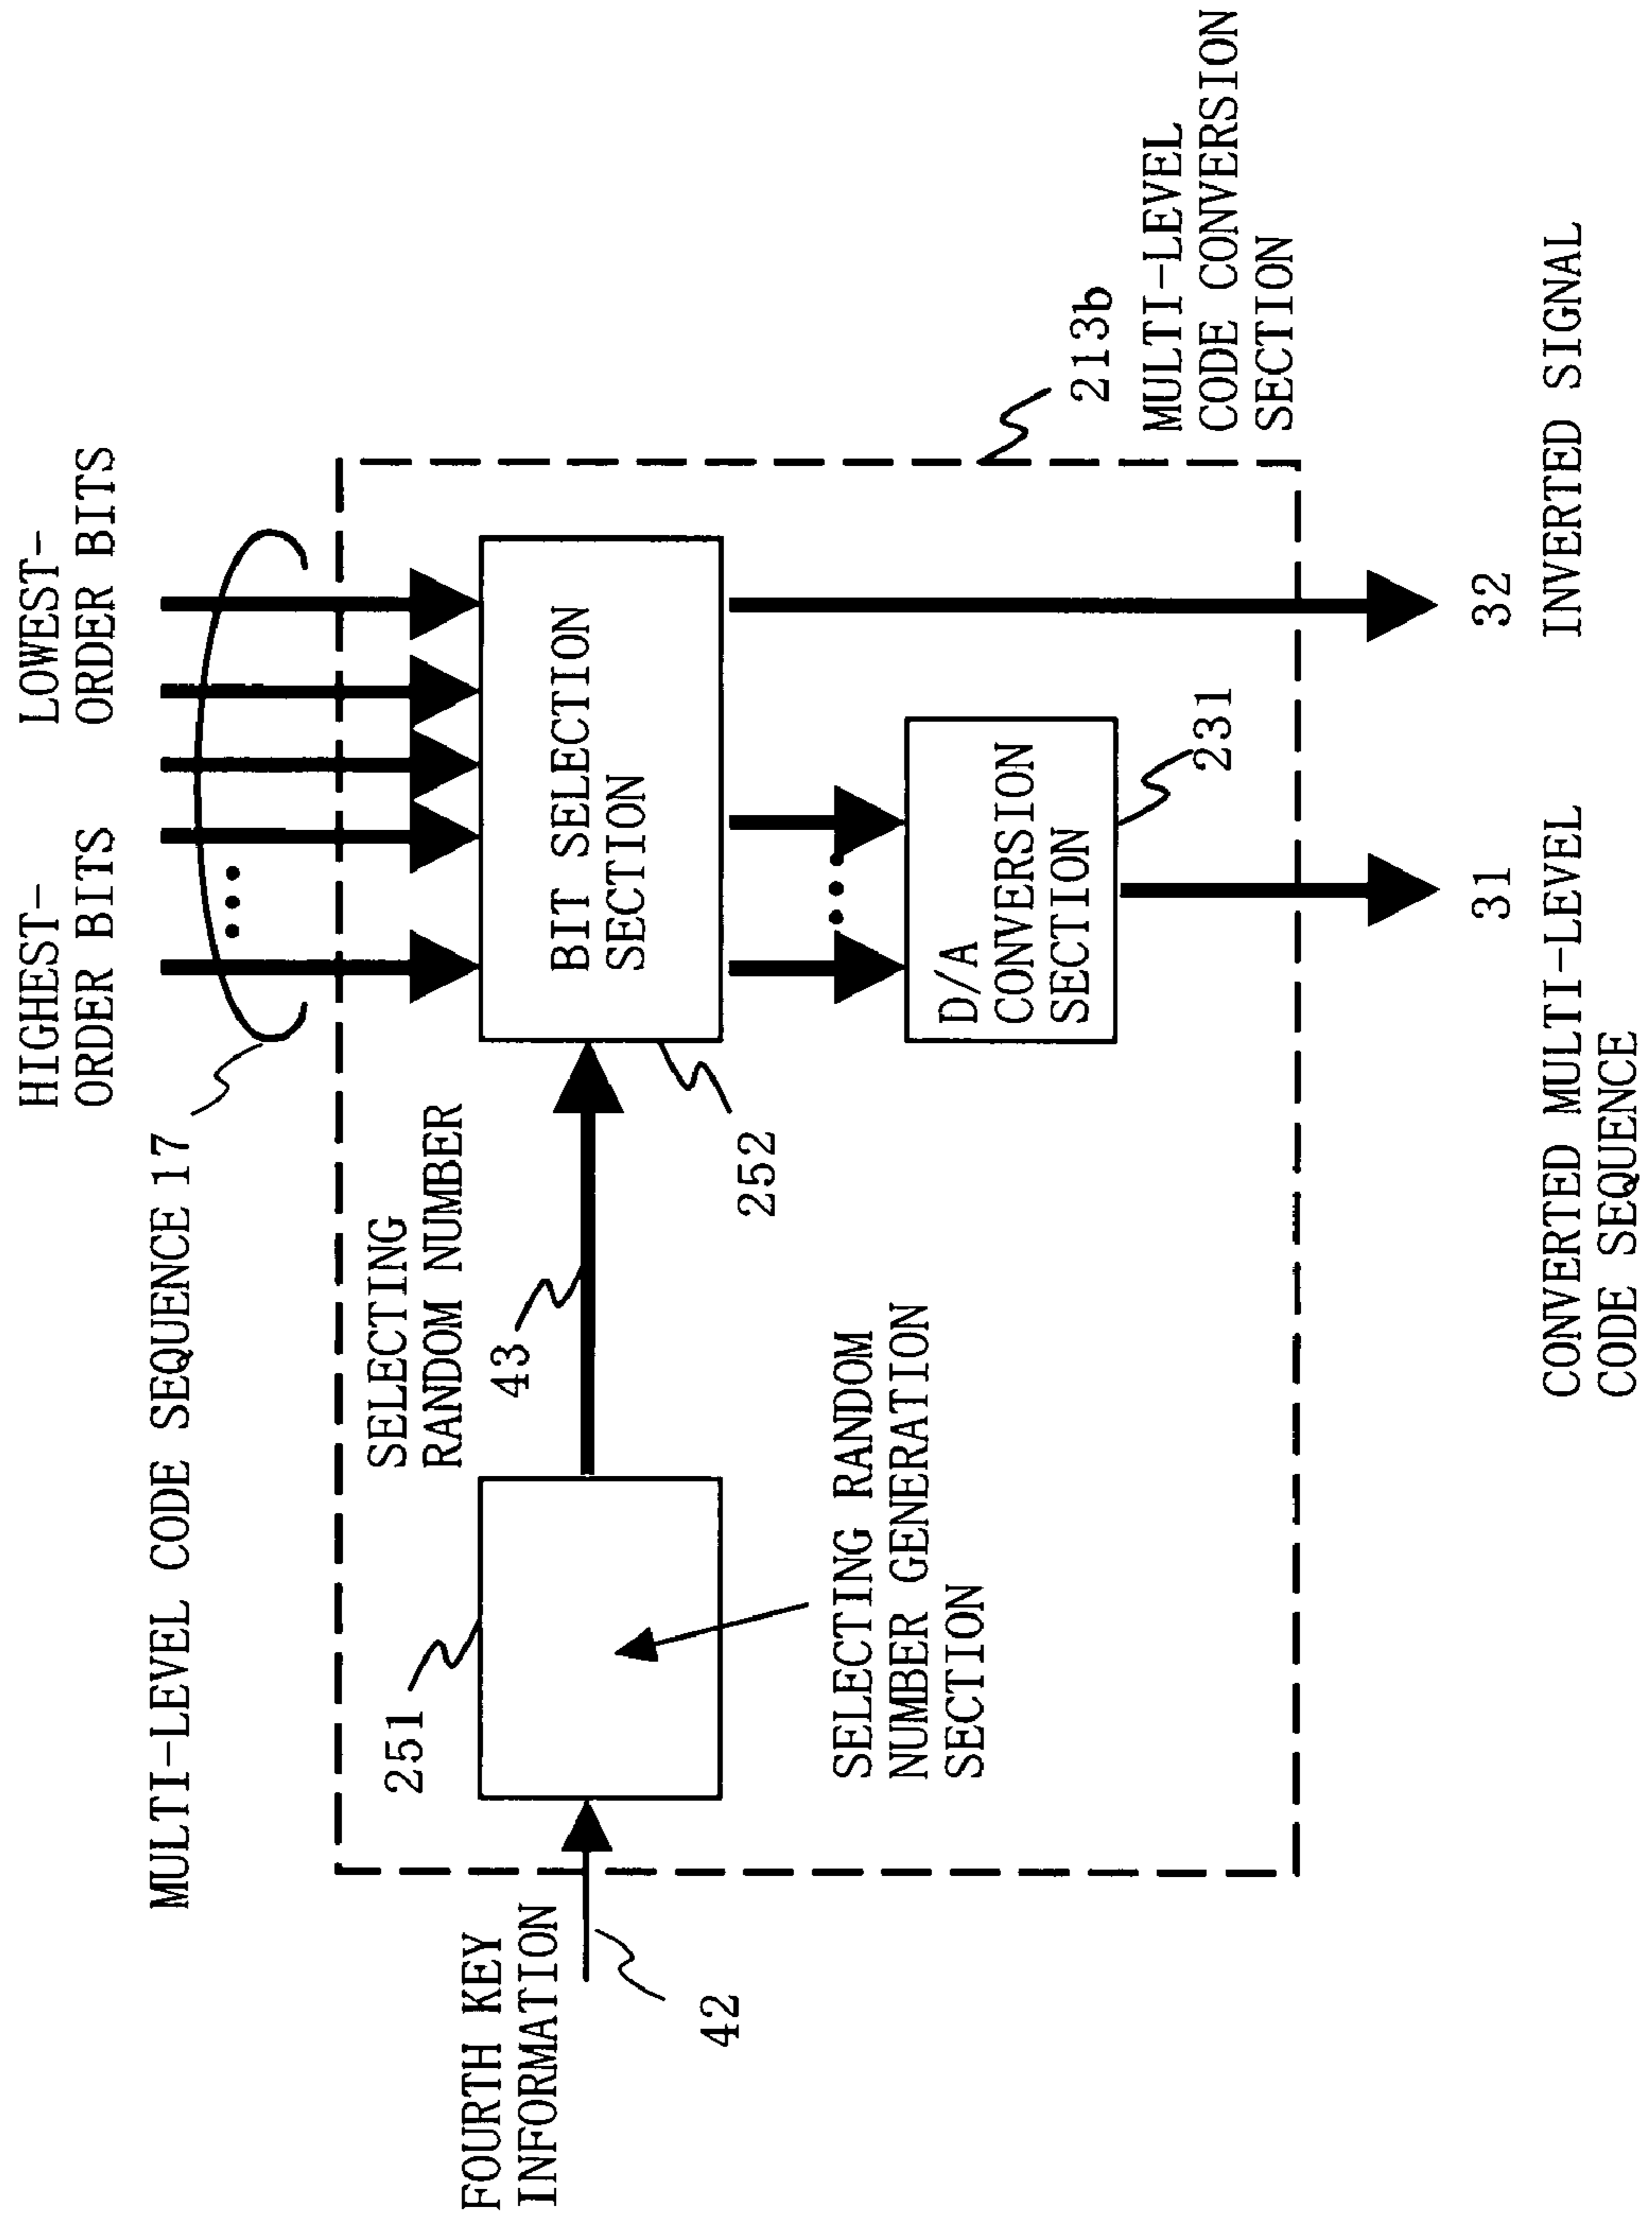 HIGHEST-
ORDER BITS
LOWEST-
ORDER BITS
MULTI-LEVEL CODE SEQUENCE 17
SELECTING
RANDOM NUMBER
43
251
FOURTH KEY
INFORMATION
42
BIT SELECTION
SECTION
252
SELECTING RANDOM
NUMBER GENERATION
SECTION
D/A
CONVERSION
SECTION
231
213b
MULTI-LEVEL
CODE CONVERSION
SECTION
31
CONVERTED MULTI-LEVEL
CODE SEQUENCE
32
INVERTED SIGNAL